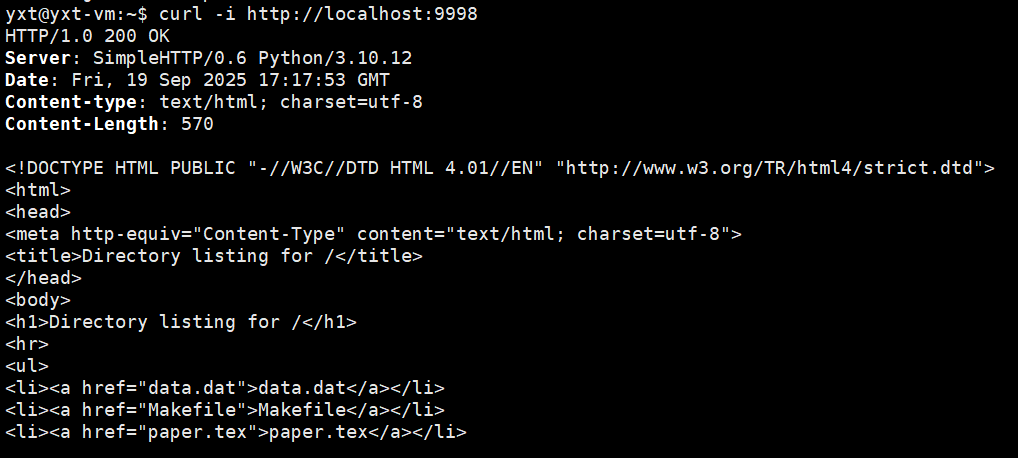 yxt@yxt-vm:~$ curl -i http://localhost:9998
HTTP/1.0 200 OK
Server: SimpleHTTP/0.6 Python/3.10.12
Date: Fri, 19 Sep 2025 17:17:53 GMT
Content-type: text/html; charset=utf-8
Content-Length: 570

<!DOCTYPE HTML PUBLIC "-//W3C//DTD HTML 4.01//EN" "http://www.w3.org/TR/html4/strict.dtd">
<html>
<head>
<meta http-equiv="Content-Type" content="text/html; charset=utf-8">
<title>Directory listing for /</title>
</head>
<body>
<h1>Directory listing for /</h1>
<hr>
<ul>
<li><a href="data.dat">data.dat</a></li>
<li><a href="Makefile">Makefile</a></li>
<li><a href="paper.tex">paper.tex</a></li>